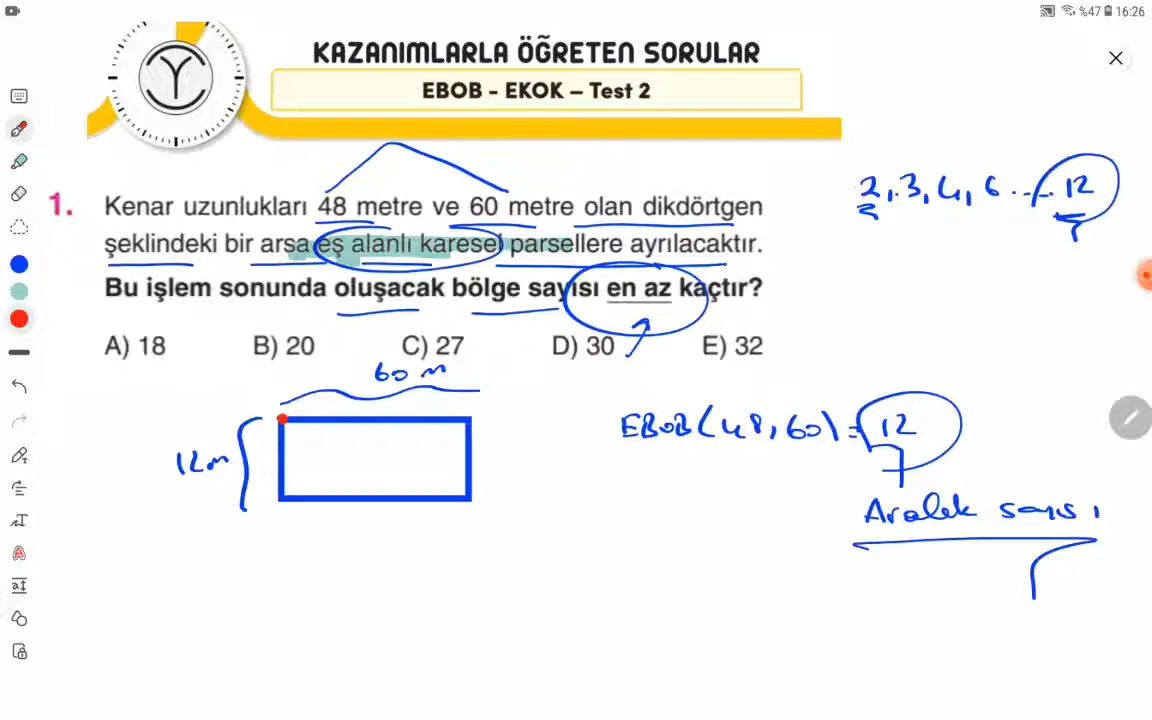 %47 16:26
KAZANIMLARLA ÖĞRETEN SORULAR
EBOB - EKOK – Test 2
2, 3, 4, 6 ... 12
1. Kenar uzunlukları 48 metre ve 60 metre olan dikdörtgen
şeklindeki bir arsa eş alanlı karesel parsellere ayrılacaktır.
Bu işlem sonunda oluşacak bölge sayısı en az kaçtır?
A) 18 B) 20 C) 27 D) 30 E) 32
60 m
EBOB(48,60) = 12
12m
Aralık sayısı